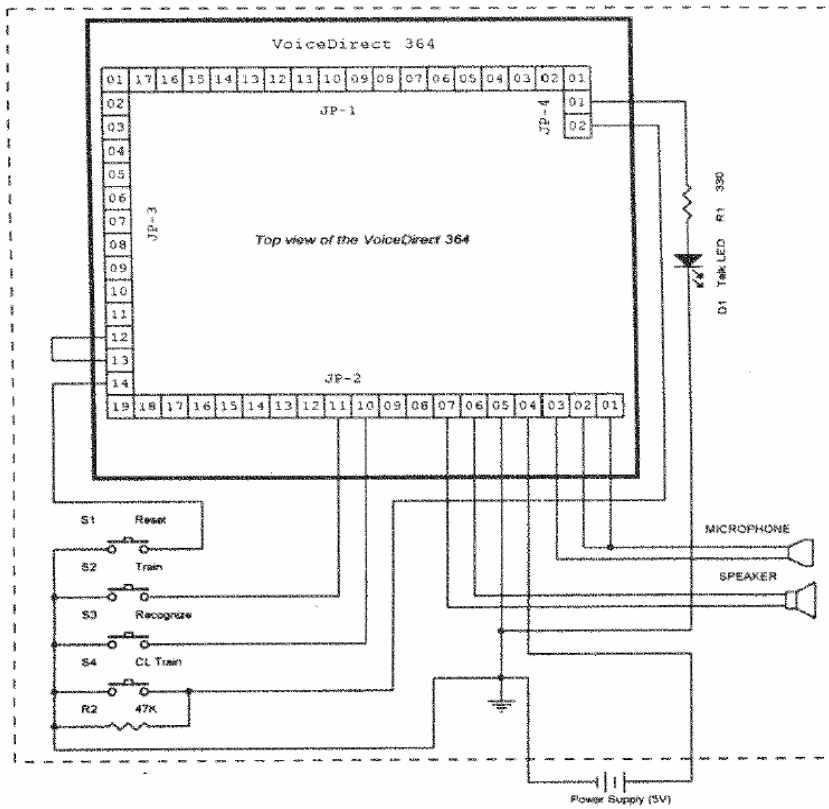 VoiceDirect 364
01 17 16 15 14 13 12 11 10 09 08 07 06 05 04 03 02 01
JP-1
JP-4
01
02
02
03
04
05
06
07
08
09
10
11
12
13
14
JP-3
Top view of the VoiceDirect 364
R1 330
D1 Talk LED
JP-2
19 18 17 16 15 14 13 12 11 10 09 08 07 06 05 04 03 02 01
S1 Reset
S2 Train
S3 Recognize
S4 CL Train
R2 47K
MICROPHONE
SPEAKER
Power Supply (5V)